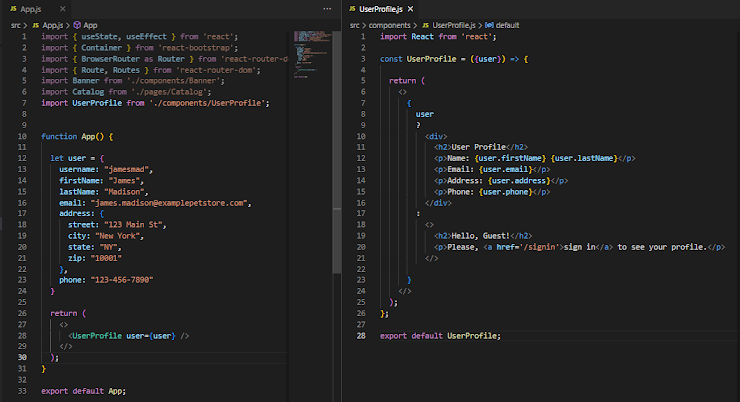 App.js
src > App.js > App
1 import { useState, useEffect } from 'react';
2 import { Container } from 'react-bootstrap';
3 import { BrowserRouter as Router } from 'react-router-d
4 import { Route, Routes } from 'react-router-dom';
5 import Banner from './components/Banner';
6 import Catalog from './pages/Catalog';
7 import UserProfile from './components/UserProfile';
8
9
10 function App() {
11
12 let user = {
13 username: "jamesmad",
14 firstName: "James",
15 lastName: "Madison",
16 email: "james.madison@examplepetstore.com",
17 address: {
18 street: "123 Main St",
19 city: "New York",
20 state: "NY",
21 zip: "10001"
22 },
23 phone: "123-456-7890"
24 }
25
26 return (
27 <>
28 <UserProfile user={user} />
29 </>
30 );
31 }
32
33 export default App;
JS UserProfile.js
src > components > JS UserProfile.js > default
1 import React from 'react';
2
3 const UserProfile = ({user}) => {
4
5 return (
6 <>
7 {
8 user
9 ?
10 <div>
11 <h2>User Profile</h2>
12 <p>Name: {user.firstName} {user.lastName}</p>
13 <p>Email: {user.email}</p>
14 <p>Address: {user.address}</p>
15 <p>Phone: {user.phone}</p>
16 </div>
17 :
18 <>
19 <h2>Hello, Guest!</h2>
20 <p>Please, <a href='/signin'>sign in</a> to see your profile.</p>
21 </>
22
23 }
24 </>
25 );
26 };
27
28 export default UserProfile;